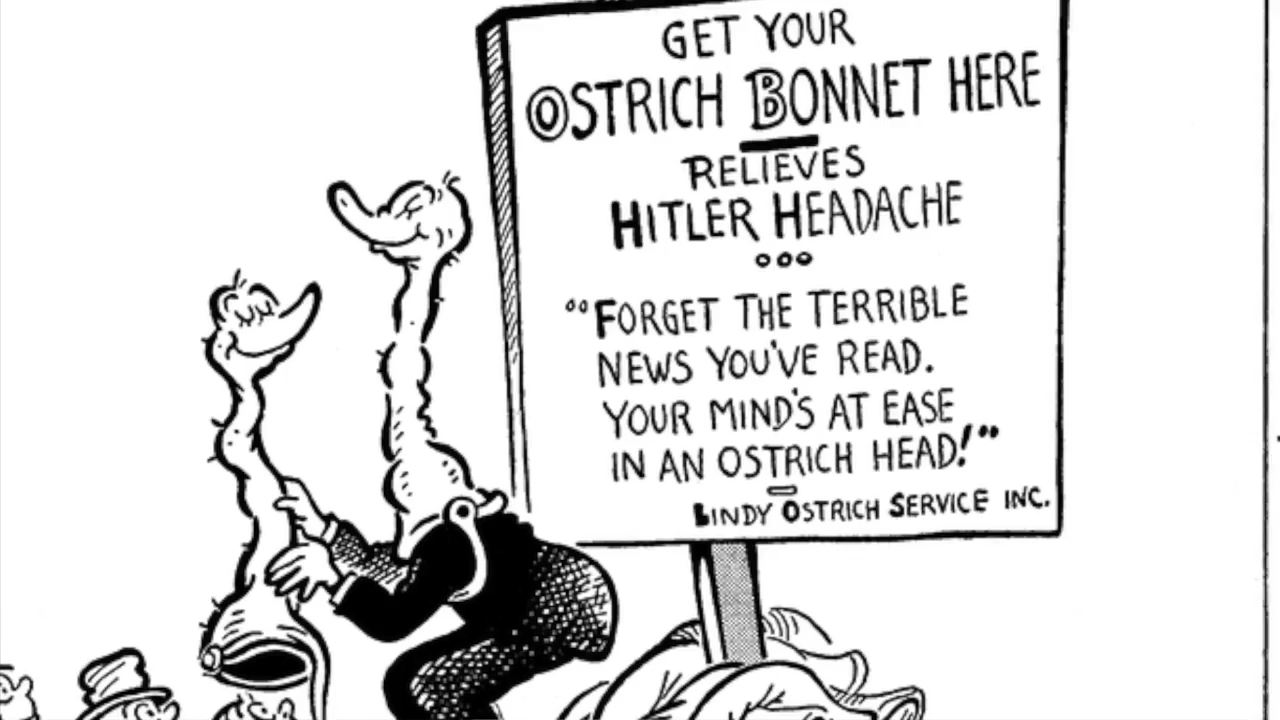 GET YOUR
OSTRICH BONNET HERE
RELIEVES
HITLER HEADACHE
"FORGET THE TERRIBLE
NEWS YOU'VE READ.
YOUR MIND'S AT EASE
IN AN OSTRICH HEAD!"
LINDY OSTRICH SERVICE INC.